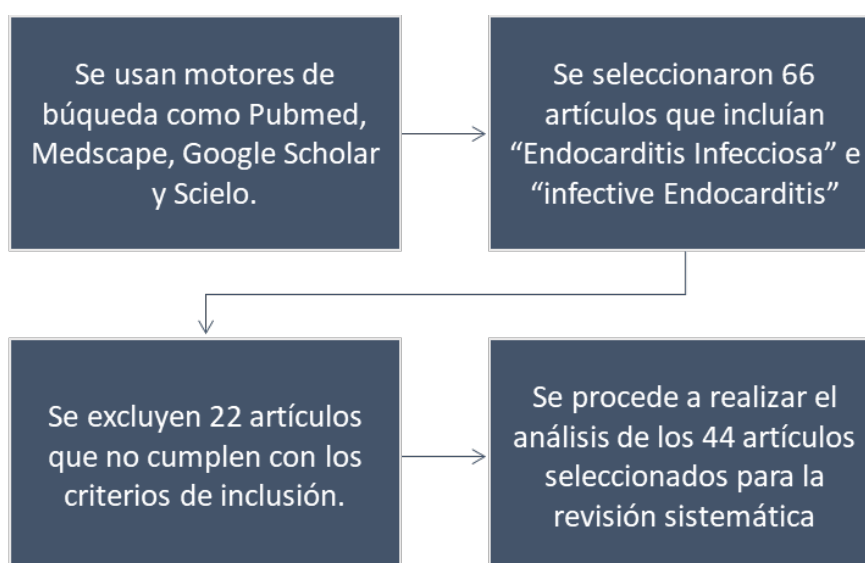 Se usan motores de
búqueda como Pubmed,
Medscape, Google Scholar
y Scielo.
Se seleccionaron 66
artículos que incluían
“Endocarditis Infecciosa” e
“infective Endocarditis”
Se excluyen 22 artículos
que no cumplen con los
criterios de inclusión.
Se procede a realizar el
análisis de los 44 artículos
seleccionados para la
revisión sistemática